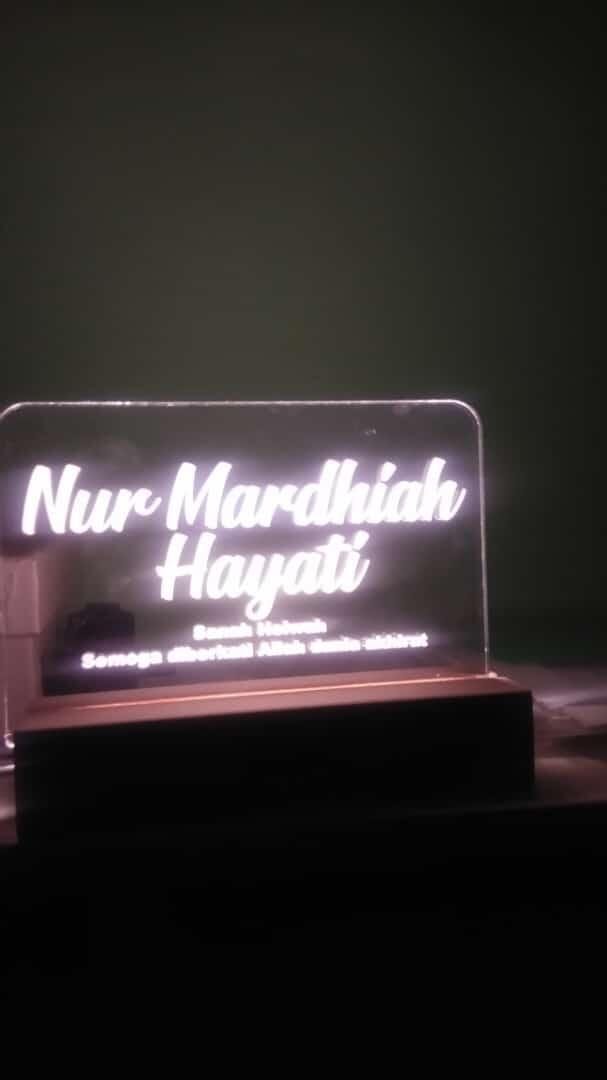 Nur Mardhiah
Hayati
Sanah Helwah
Semoga diberkati Allah dunia akhirat